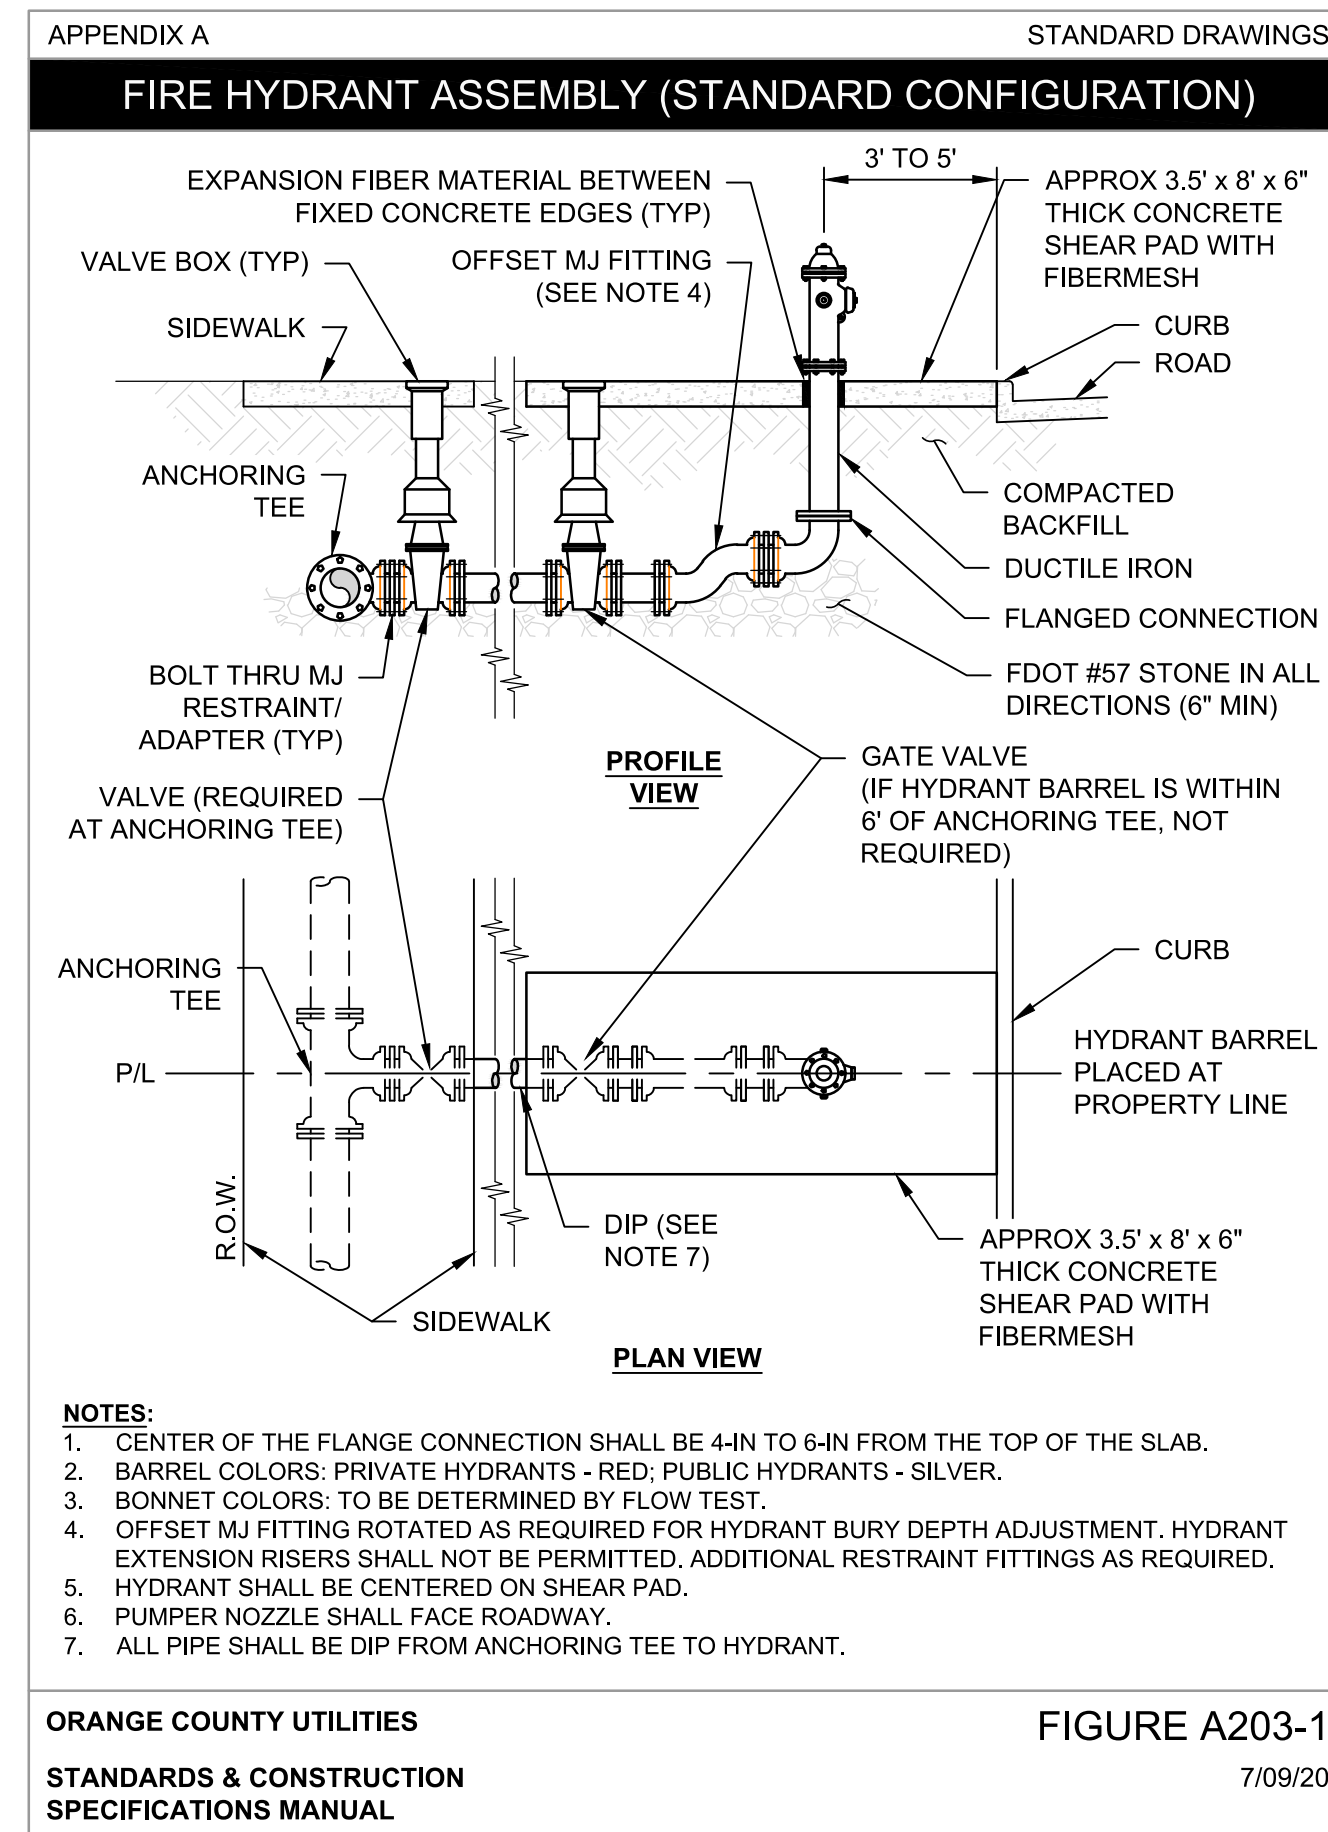 APPENDIX A
STANDARD DRAWINGS
FIRE HYDRANT ASSEMBLY (STANDARD CONFIGURATION)
3' TO 5'
EXPANSION FIBER MATERIAL BETWEEN
FIXED CONCRETE EDGES (TYP)
APPROX 3.5' x 8' x 6"
THICK CONCRETE
SHEAR PAD WITH
FIBERMESH
VALVE BOX (TYP)
OFFSET MJ FITTING
(SEE NOTE 4)
SIDEWALK
CURB
ROAD
ANCHORING
TEE
COMPACTED
BACKFILL
DUCTILE IRON
FLANGED CONNECTION
FDOT #57 STONE IN ALL
DIRECTIONS (6" MIN)
BOLT THRU MJ
RESTRAINT/
ADAPTER (TYP)
PROFILE
VIEW
GATE VALVE
(IF HYDRANT BARREL IS WITHIN
6' OF ANCHORING TEE, NOT
REQUIRED)
VALVE (REQUIRED
AT ANCHORING TEE)
ANCHORING
TEE
CURB
P/L
HYDRANT BARREL
PLACED AT
PROPERTY LINE
R.O.W.
DIP (SEE
NOTE 7)
APPROX 3.5' x 8' x 6"
THICK CONCRETE
SHEAR PAD WITH
FIBERMESH
SIDEWALK
PLAN VIEW
NOTES:
1. CENTER OF THE FLANGE CONNECTION SHALL BE 4-IN TO 6-IN FROM THE TOP OF THE SLAB.
2. BARREL COLORS: PRIVATE HYDRANTS - RED; PUBLIC HYDRANTS - SILVER.
3. BONNET COLORS: TO BE DETERMINED BY FLOW TEST.
4. OFFSET MJ FITTING ROTATED AS REQUIRED FOR HYDRANT BURY DEPTH ADJUSTMENT. HYDRANT
EXTENSION RISERS SHALL NOT BE PERMITTED. ADDITIONAL RESTRAINT FITTINGS AS REQUIRED.
5. HYDRANT SHALL BE CENTERED ON SHEAR PAD.
6. PUMPER NOZZLE SHALL FACE ROADWAY.
7. ALL PIPE SHALL BE DIP FROM ANCHORING TEE TO HYDRANT.
ORANGE COUNTY UTILITIES
FIGURE A203-1
STANDARDS & CONSTRUCTION
SPECIFICATIONS MANUAL
7/09/20